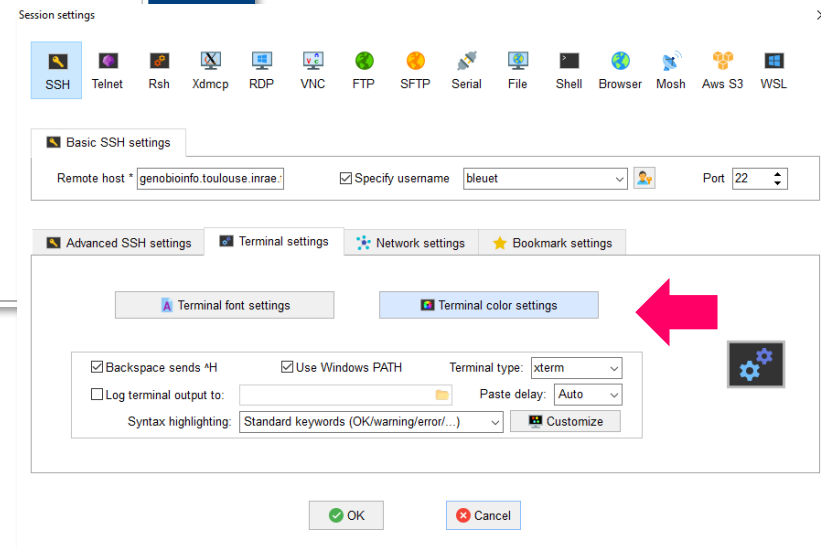 Session settings
SSH Telnet Rsh Xdmcp RDP VNC FTP SFTP Serial File Shell Browser Mosh Aws S3 WSL
Basic SSH settings
Remote host * genobioinfo.toulouse.inrae. Specify username bleuet Port 22
Advanced SSH settings Terminal settings Network settings Bookmark settings
Terminal font settings Terminal color settings
Backspace sends ^H Use Windows PATH Terminal type: xterm
Log terminal output to: Paste delay: Auto
Syntax highlighting: Standard keywords (OK/warning/error/...) Customize
OK Cancel